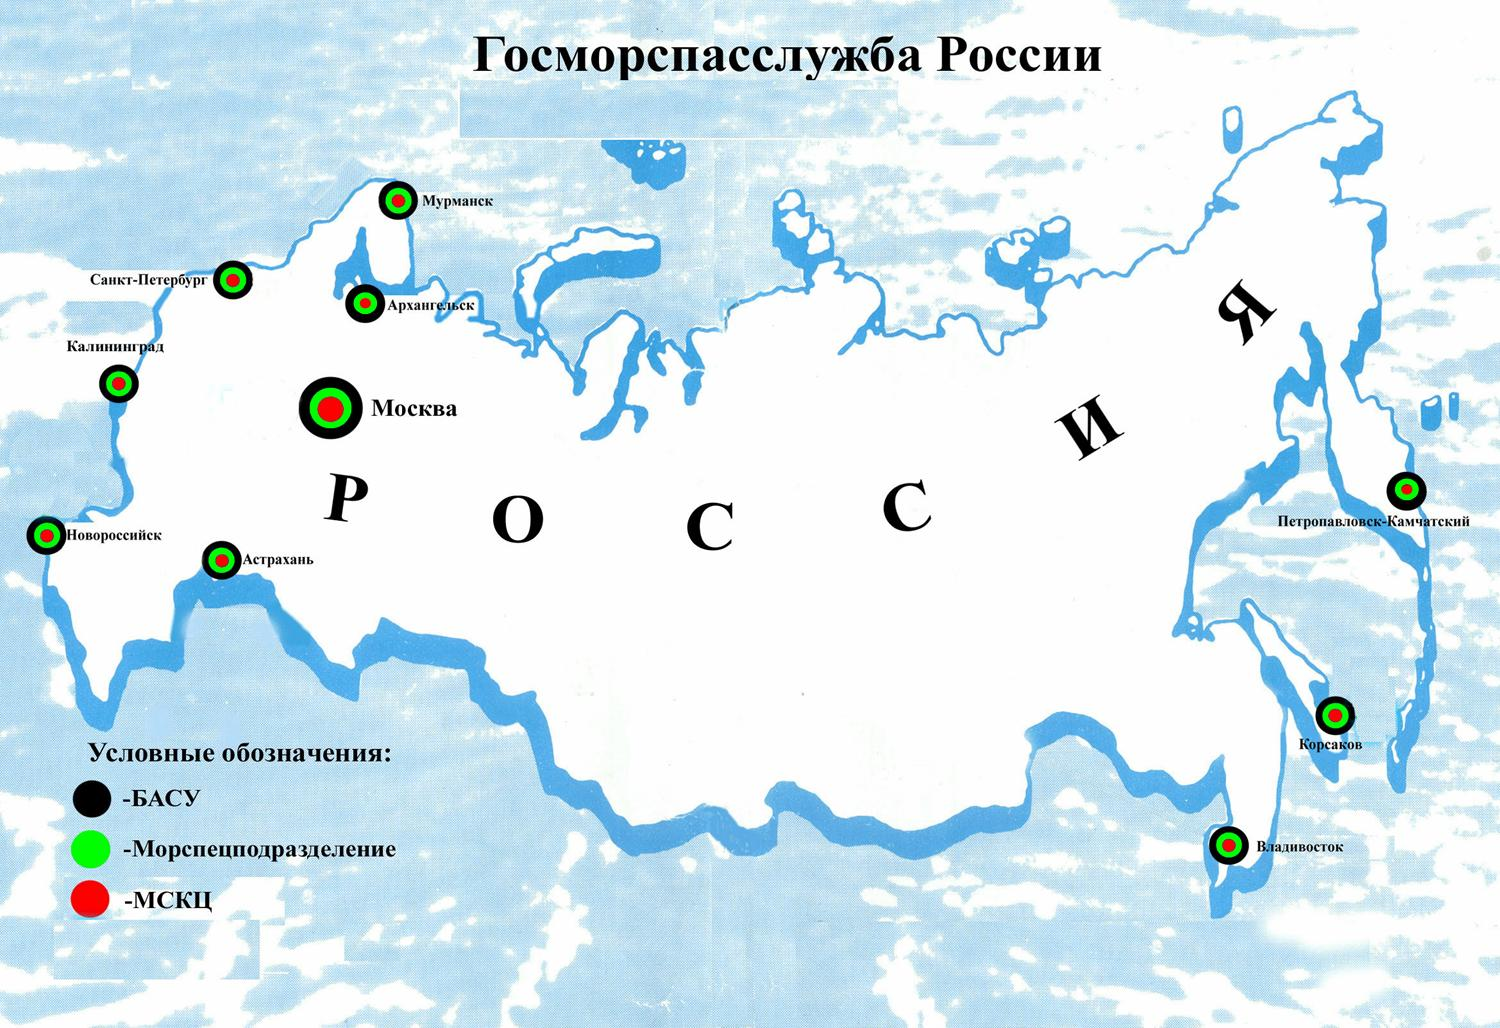 Госморспасслужба России
Мурманск
Санкт-Петербург
Архангельск
Калининград
Москва
Р О С С И Я
Петропавловск-Камчатский
Новороссийск
Астрахань
Корсаков
Владивосток
Условные обозначения:
-БАСУ
-Морспецподразделение
-МСКЦ